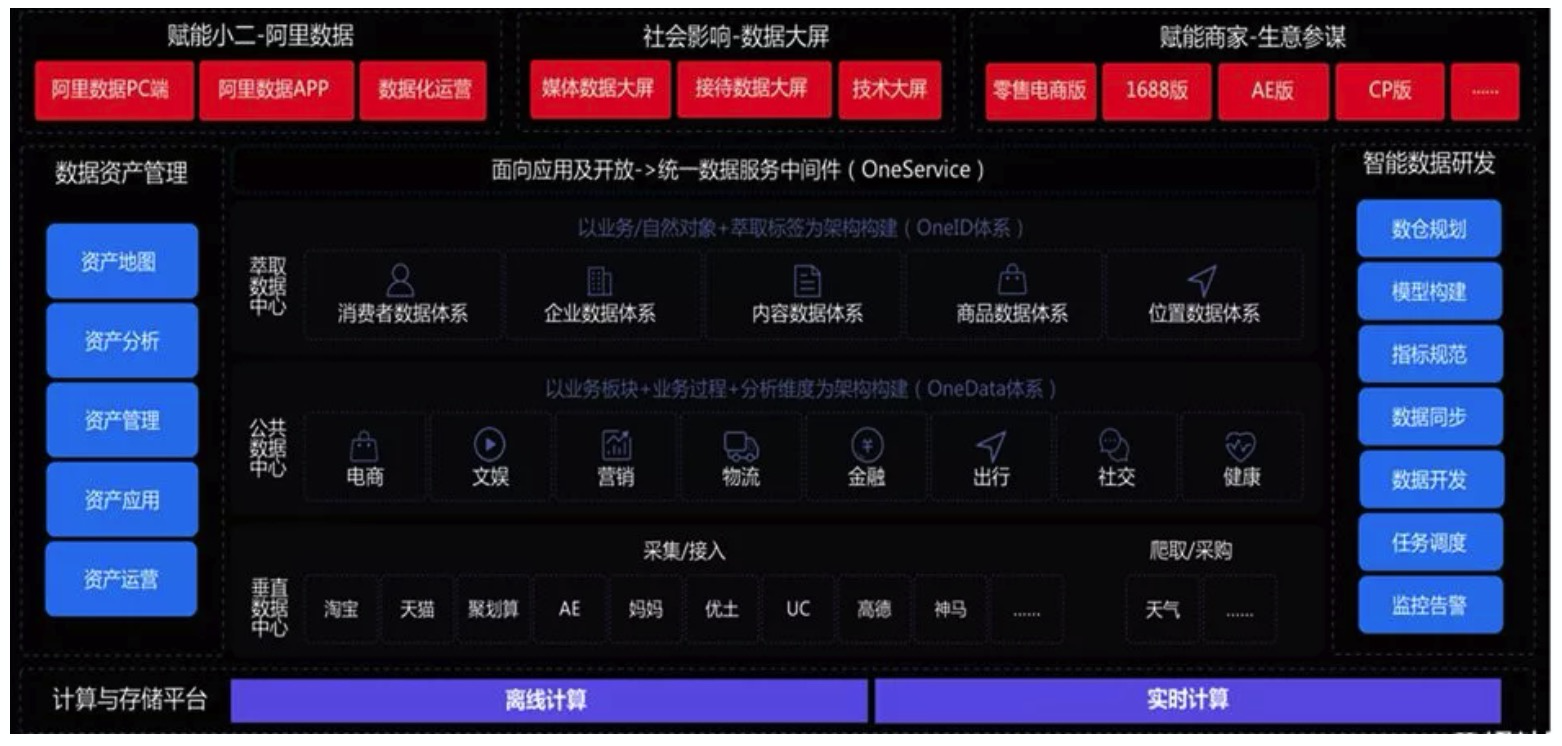 赋能小二-阿里数据
阿里数据PC端
阿里数据APP
数据化运营
社会影响-数据大屏
媒体数据大屏
接待数据大屏
技术大屏
赋能商家-生意参谋
零售电商版
1688版
AE版
CP版
......
数据资产管理
资产地图
资产分析
资产管理
资产应用
资产运营
面向应用及开放->统一数据服务中间件（OneService）
以业务/自然对象+萃取标签为架构构建（OneID体系）
萃取
数据
中心
消费者数据体系
企业数据体系
内容数据体系
商品数据体系
位置数据体系
以业务板块+业务过程+分析维度为架构构建（OneData体系）
公共
数据
中心
电商
文娱
营销
物流
金融
出行
社交
健康
采集/接入
爬取/采购
垂直
数据
中心
淘宝
天猫
聚划算
AE
妈妈
优土
UC
高德
神马
......
天气
......
智能数据研发
数仓规划
模型构建
指标规范
数据同步
数据开发
任务调度
监控告警
计算与存储平台
离线计算
实时计算